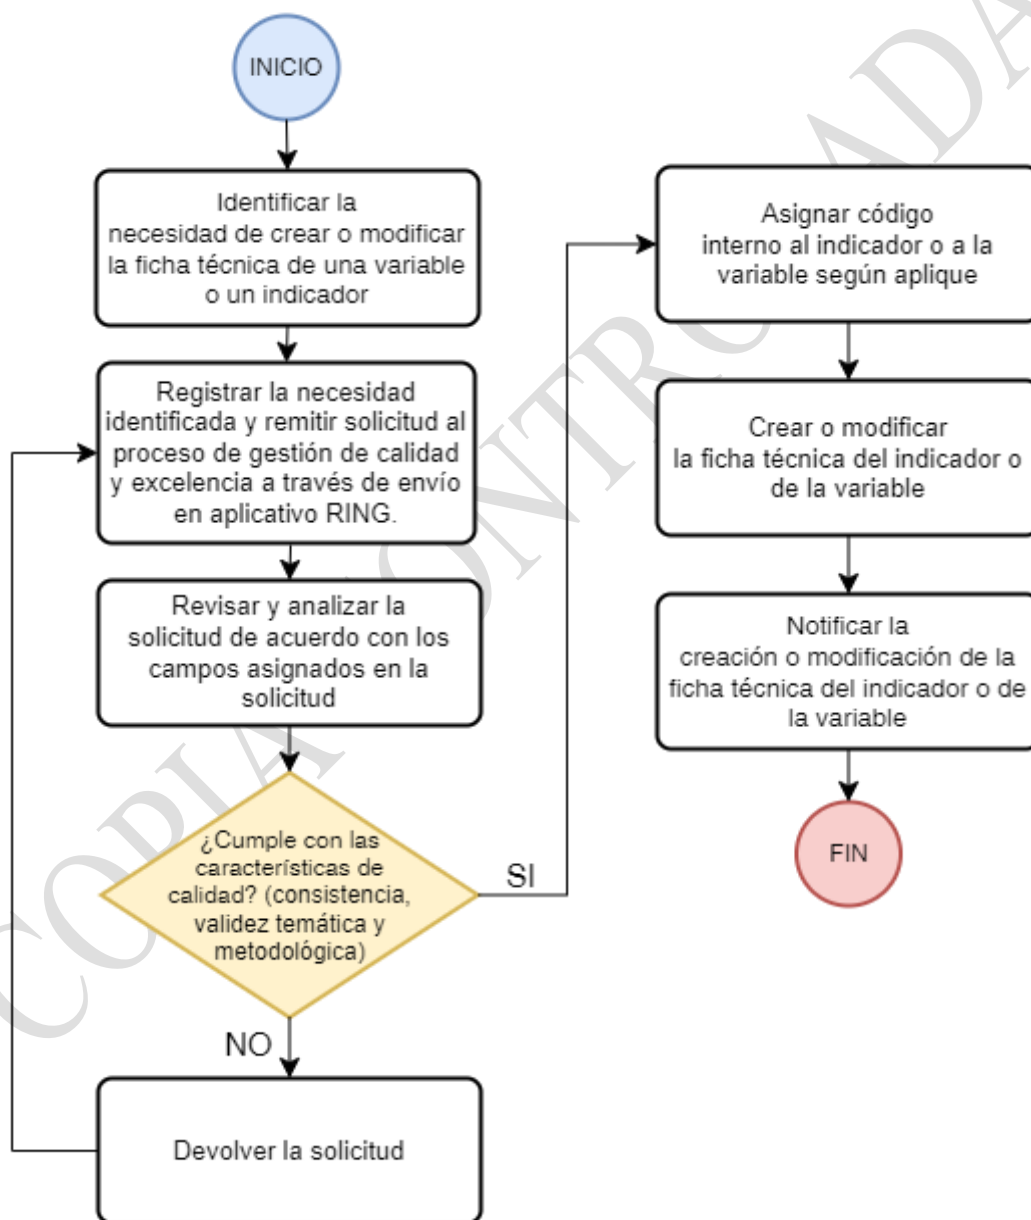 INICIO
Identificar la
necesidad de crear o modificar
la ficha técnica de una variable
o un indicador
Registrar la necesidad
identificada y remitir solicitud al
proceso de gestión de calidad
y excelencia a través de envío
en aplicativo RING.
Revisar y analizar la
solicitud de acuerdo con los
campos asignados en la
solicitud
¿Cumple con las
características de
calidad? (consistencia,
validez temática y
metodológica)
SI
NO
Devolver la solicitud
Asignar código
interno al indicador o a la
variable según aplique
Crear o modificar
la ficha técnica del indicador o
de la variable
Notificar la
creación o modificación de la
ficha técnica del indicador o de
la variable
FIN
COPIA CONTROLADA